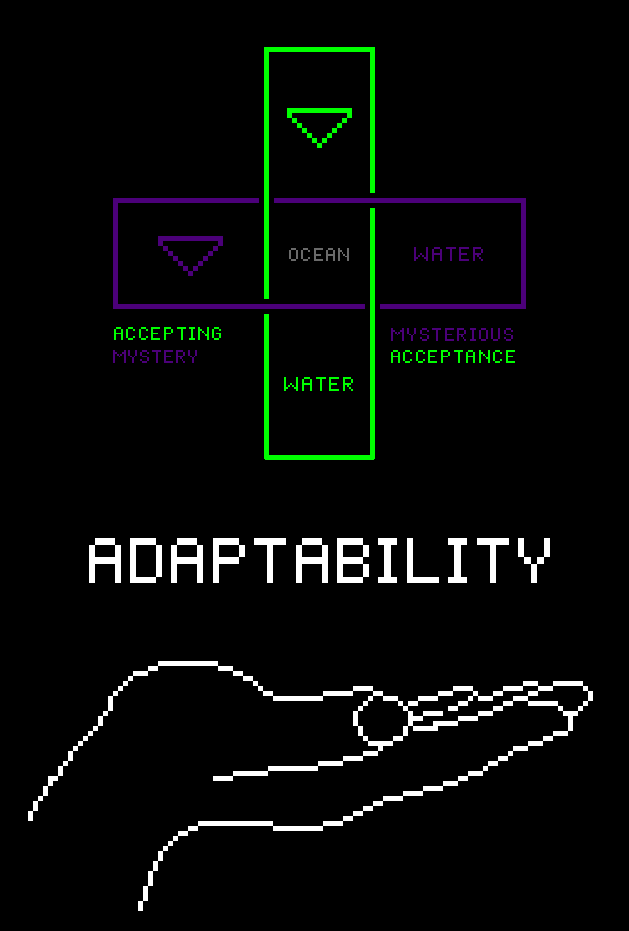 OCEAN
WATER
ACCEPTING
MYSTERY
MYSTERIOUS
ACCEPTANCE
WATER
ADAPTABILITY